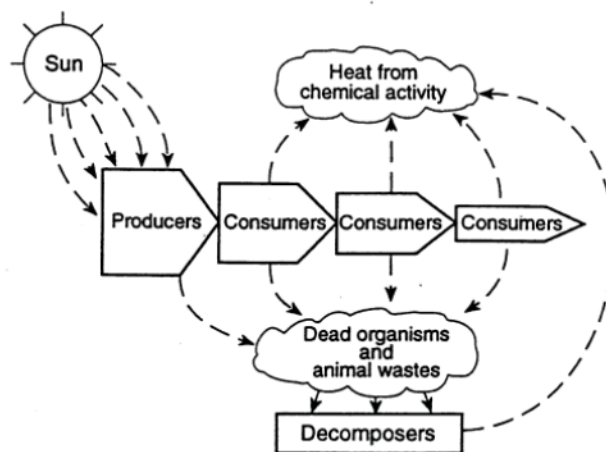 Sun
Heat from
chemical activity
Producers
Consumers
Consumers
Consumers
Dead organisms
and
animal wastes
Decomposers